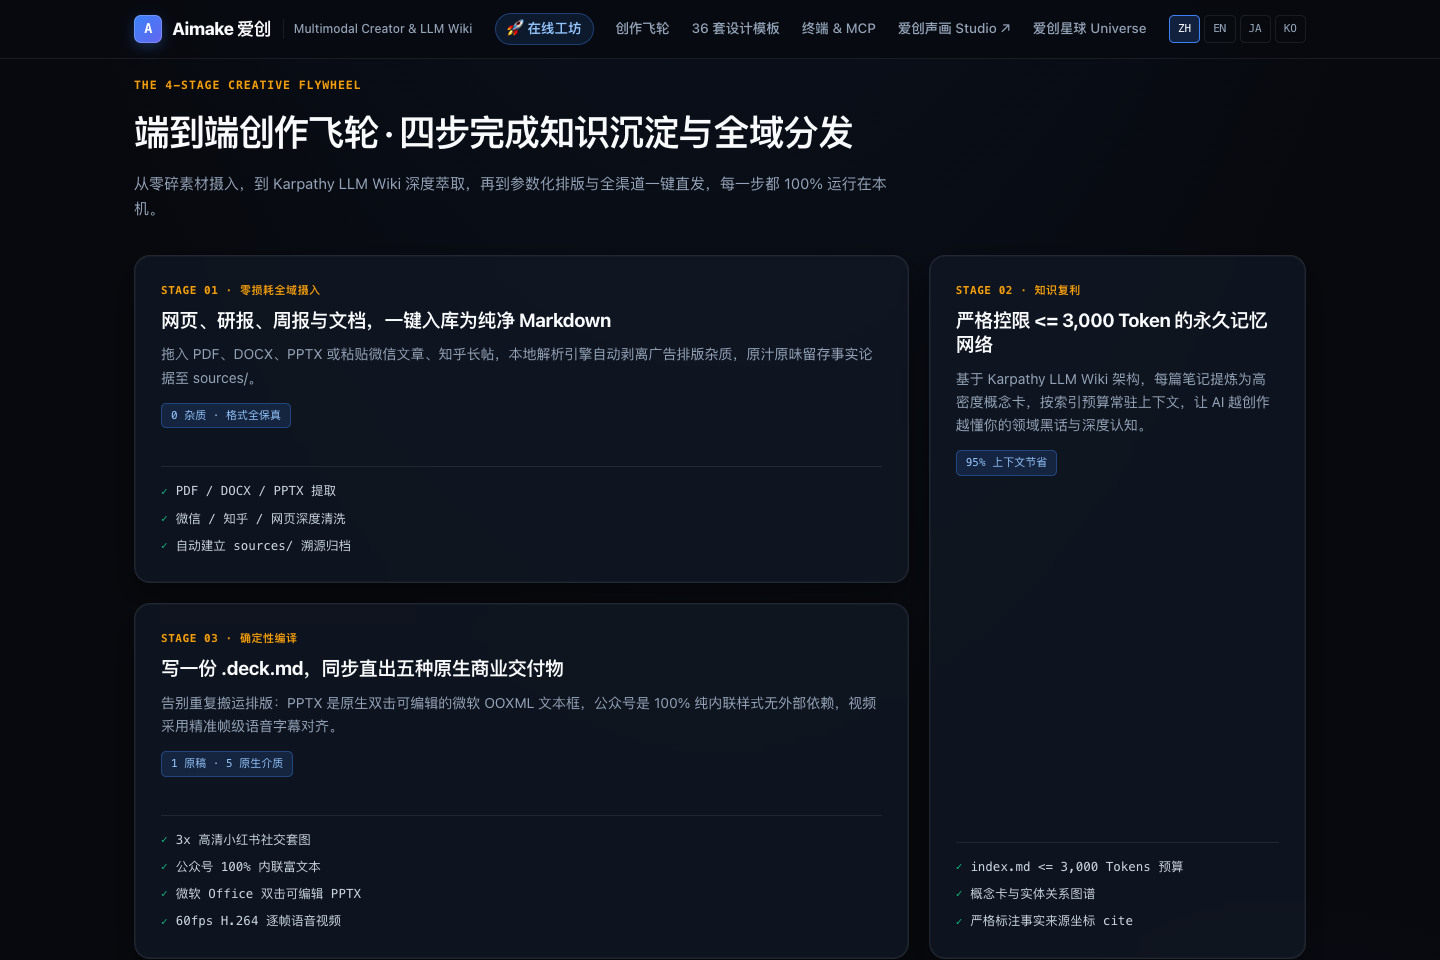 A Aimake 爱创 Multimodal Creator & LLM Wiki 🚀 在线工坊 创作飞轮 36 套设计模板 终端 & MCP 爱创声画 Studio ↗ 爱创星球 Universe ZH EN JA KO
THE 4-STAGE CREATIVE FLYWHEEL
端到端创作飞轮 · 四步完成知识沉淀与全域分发
从零碎素材摄入，到 Karpathy LLM Wiki 深度萃取，再到参数化排版与全渠道一键直发，每一步都 100% 运行在本
机。
STAGE 01 · 零损耗全域摄入
网页、研报、周报与文档，一键入库为纯净 Markdown
拖入 PDF、DOCX、PPTX 或粘贴微信文章、知乎长帖，本地解析引擎自动剥离广告排版杂质，原汁原味留存事实论
据至 sources/。
0 杂质 · 格式全保真
✓ PDF / DOCX / PPTX 提取
✓ 微信 / 知乎 / 网页深度清洗
✓ 自动建立 sources/ 溯源归档
STAGE 02 · 知识复利
严格控限 <= 3,000 Token 的永久记忆
网络
基于 Karpathy LLM Wiki 架构，每篇笔记提炼为高
密度概念卡，按索引预算常驻上下文，让 AI 越创作
越懂你的领域黑话与深度认知。
95% 上下文节省
✓ index.md <= 3,000 Tokens 预算
✓ 概念卡与实体关系图谱
✓ 严格标注事实来源坐标 cite
STAGE 03 · 确定性编译
写一份 .deck.md，同步直出五种原生商业交付物
告别重复搬运排版：PPTX 是原生双击可编辑的微软 OOXML 文本框，公众号是 100% 纯内联样式无外部依赖，视频
采用精准帧级语音字幕对齐。
1 原稿 · 5 原生介质
✓ 3x 高清小红书社交套图
✓ 公众号 100% 内联富文本
✓ 微软 Office 双击可编辑 PPTX
✓ 60fps H.264 逐帧语音视频